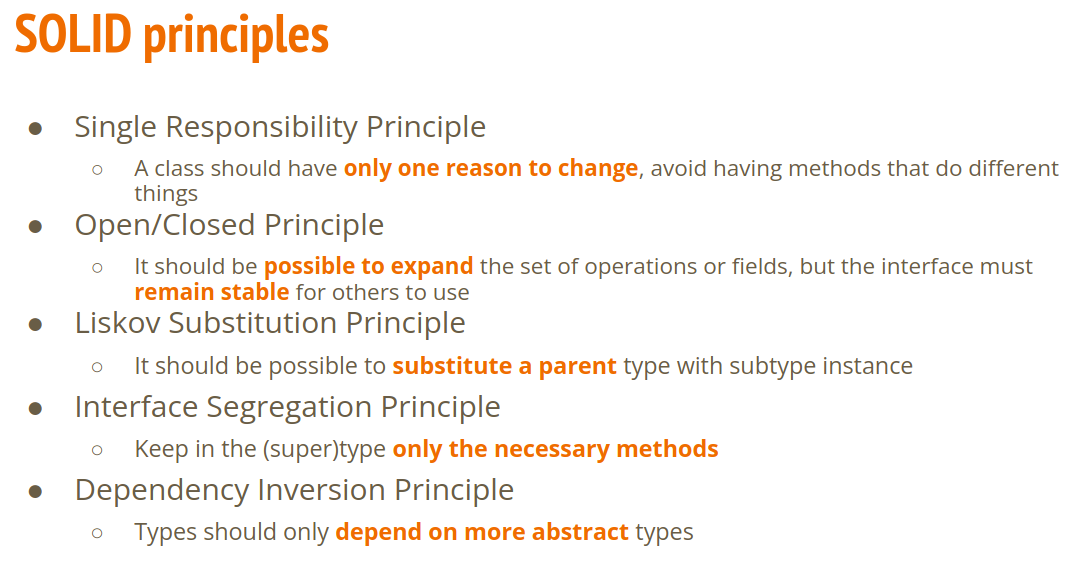 SOLID principles
● Single Responsibility Principle
○ A class should have only one reason to change, avoid having methods that do different
things
● Open/Closed Principle
○ It should be possible to expand the set of operations or fields, but the interface must
remain stable for others to use
● Liskov Substitution Principle
○ It should be possible to substitute a parent type with subtype instance
● Interface Segregation Principle
○ Keep in the (super)type only the necessary methods
● Dependency Inversion Principle
○ Types should only depend on more abstract types